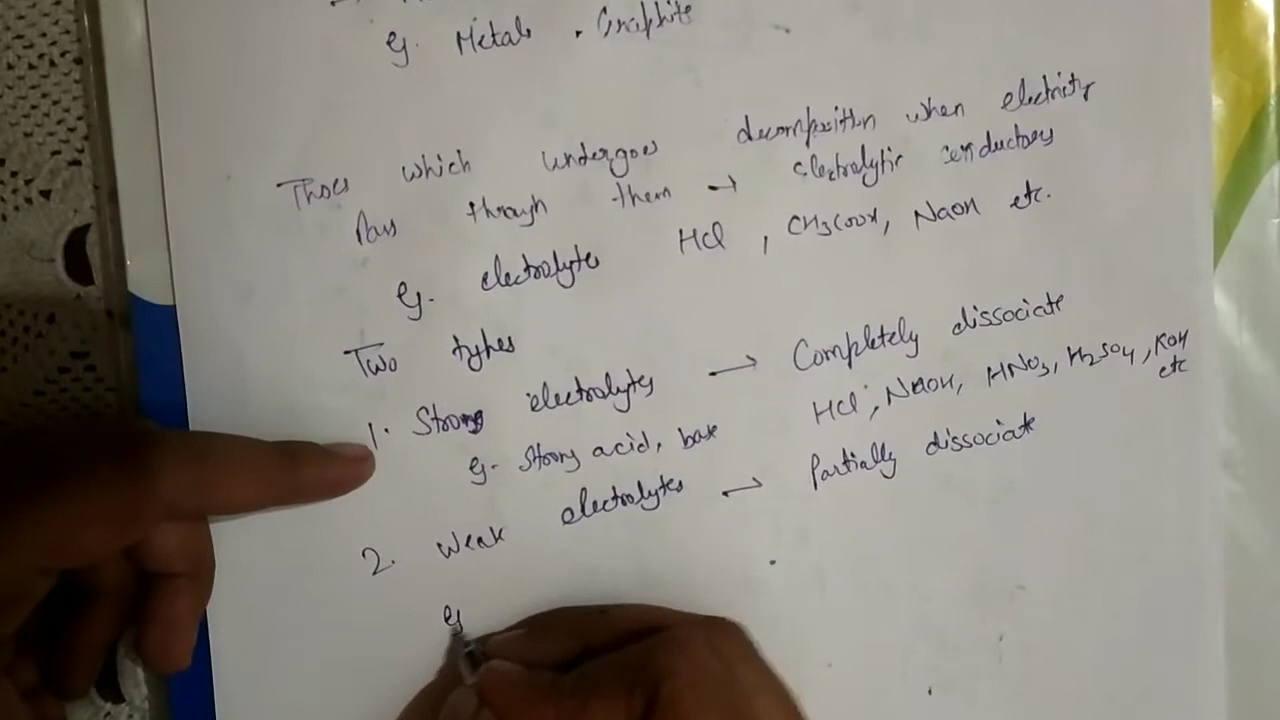 eg. Metals . Graphite
Thoes which undergoes decomposition when electricity
Pass through them → electrolytic conductors
eg. electrolytes HCl , CH3COOH, NaOH etc.
Two types
1. Strong electrolytes → Completely dissociate
eg- Strong acid, base HCl, NaOH, HNO3, H2SO4, KOH etc
2. Weak electrolytes → Partially dissociate
eg